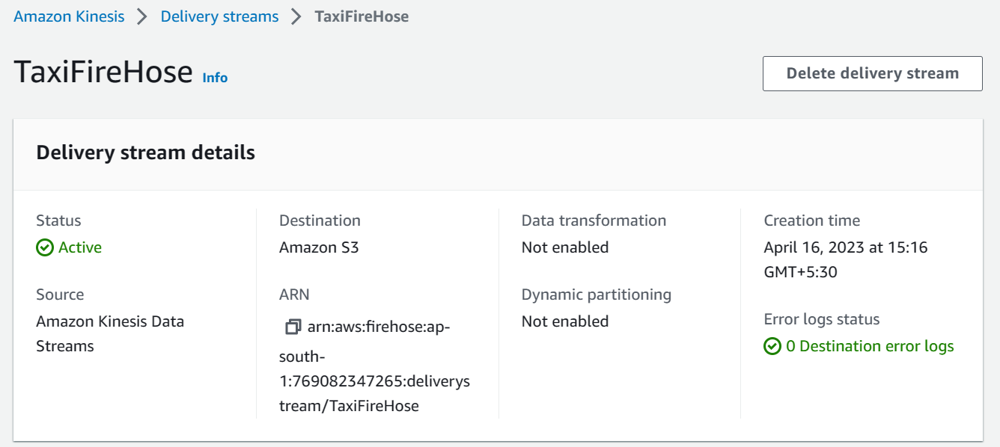 Amazon Kinesis > Delivery streams > TaxiFireHose
TaxiFireHose Info
Delete delivery stream
Delivery stream details
Status
Active
Source
Amazon Kinesis Data
Streams
Destination
Amazon S3
ARN
arn:aws:firehose:ap-
south-
1:769082347265:deliverys
tream/TaxiFireHose
Data transformation
Not enabled
Dynamic partitioning
Not enabled
Creation time
April 16, 2023 at 15:16
GMT+5:30
Error logs status
0 Destination error logs